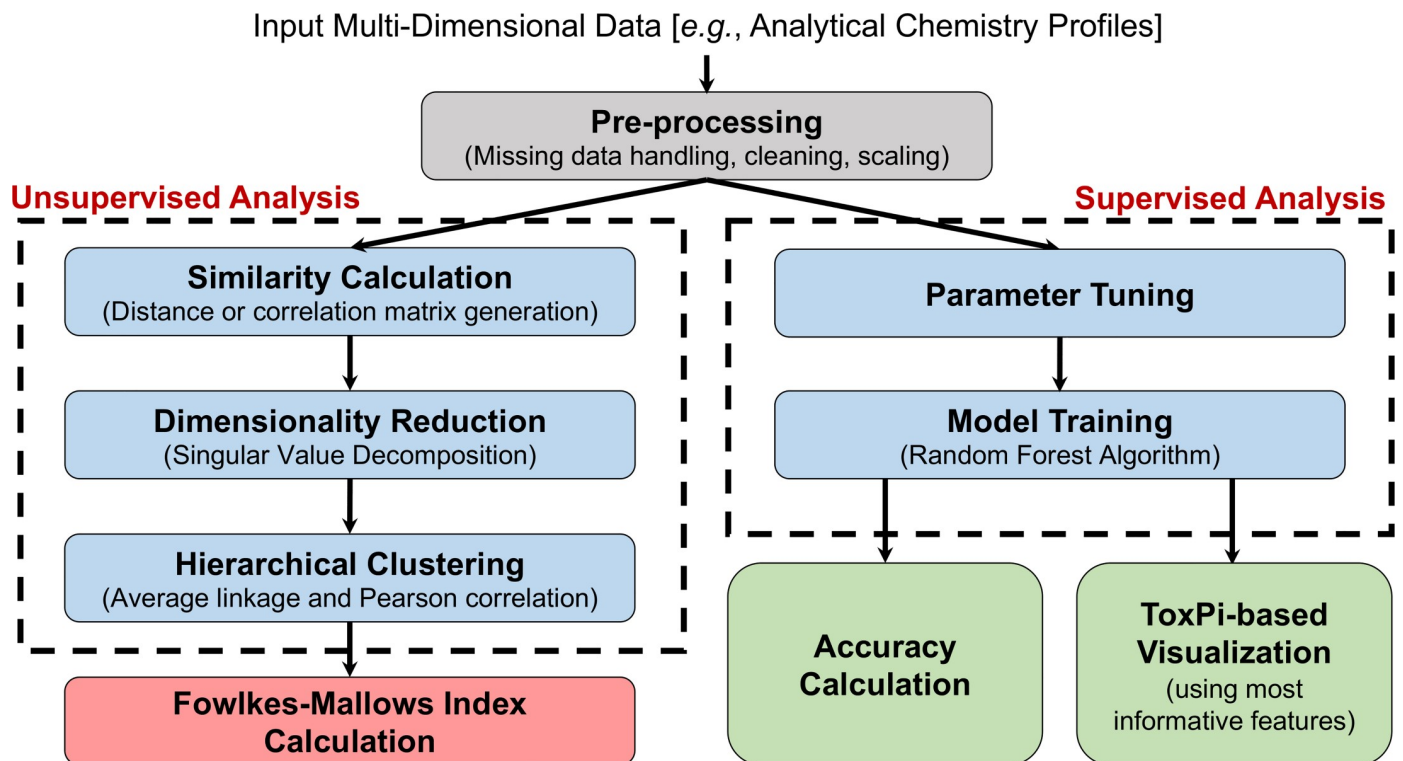 Input Multi-Dimensional Data [e.g., Analytical Chemistry Profiles]
Pre-processing
(Missing data handling, cleaning, scaling)
Unsupervised Analysis
Similarity Calculation
(Distance or correlation matrix generation)
Dimensionality Reduction
(Singular Value Decomposition)
Hierarchical Clustering
(Average linkage and Pearson correlation)
Fowlkes-Mallows Index
Calculation
Supervised Analysis
Parameter Tuning
Model Training
(Random Forest Algorithm)
Accuracy
Calculation
ToxPi-based
Visualization
(using most
informative features)